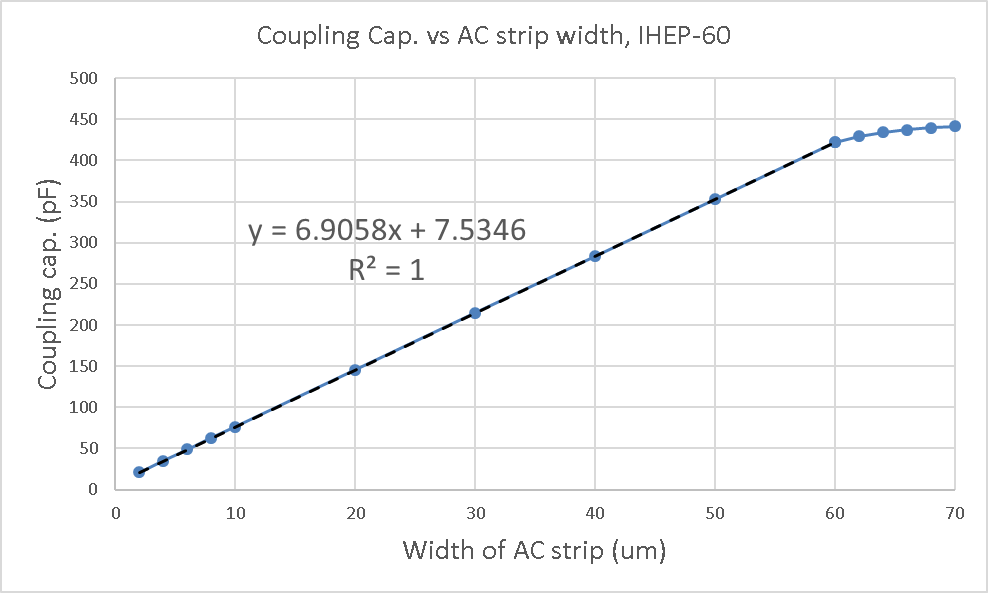 Coupling Cap. vs AC strip width, IHEP-60
500
450
400
350
300
250
200
150
100
50
0
Coupling cap. (pF)
y = 6.9058x + 7.5346
R² = 1
0 10 20 30 40 50 60 70
Width of AC strip (um)